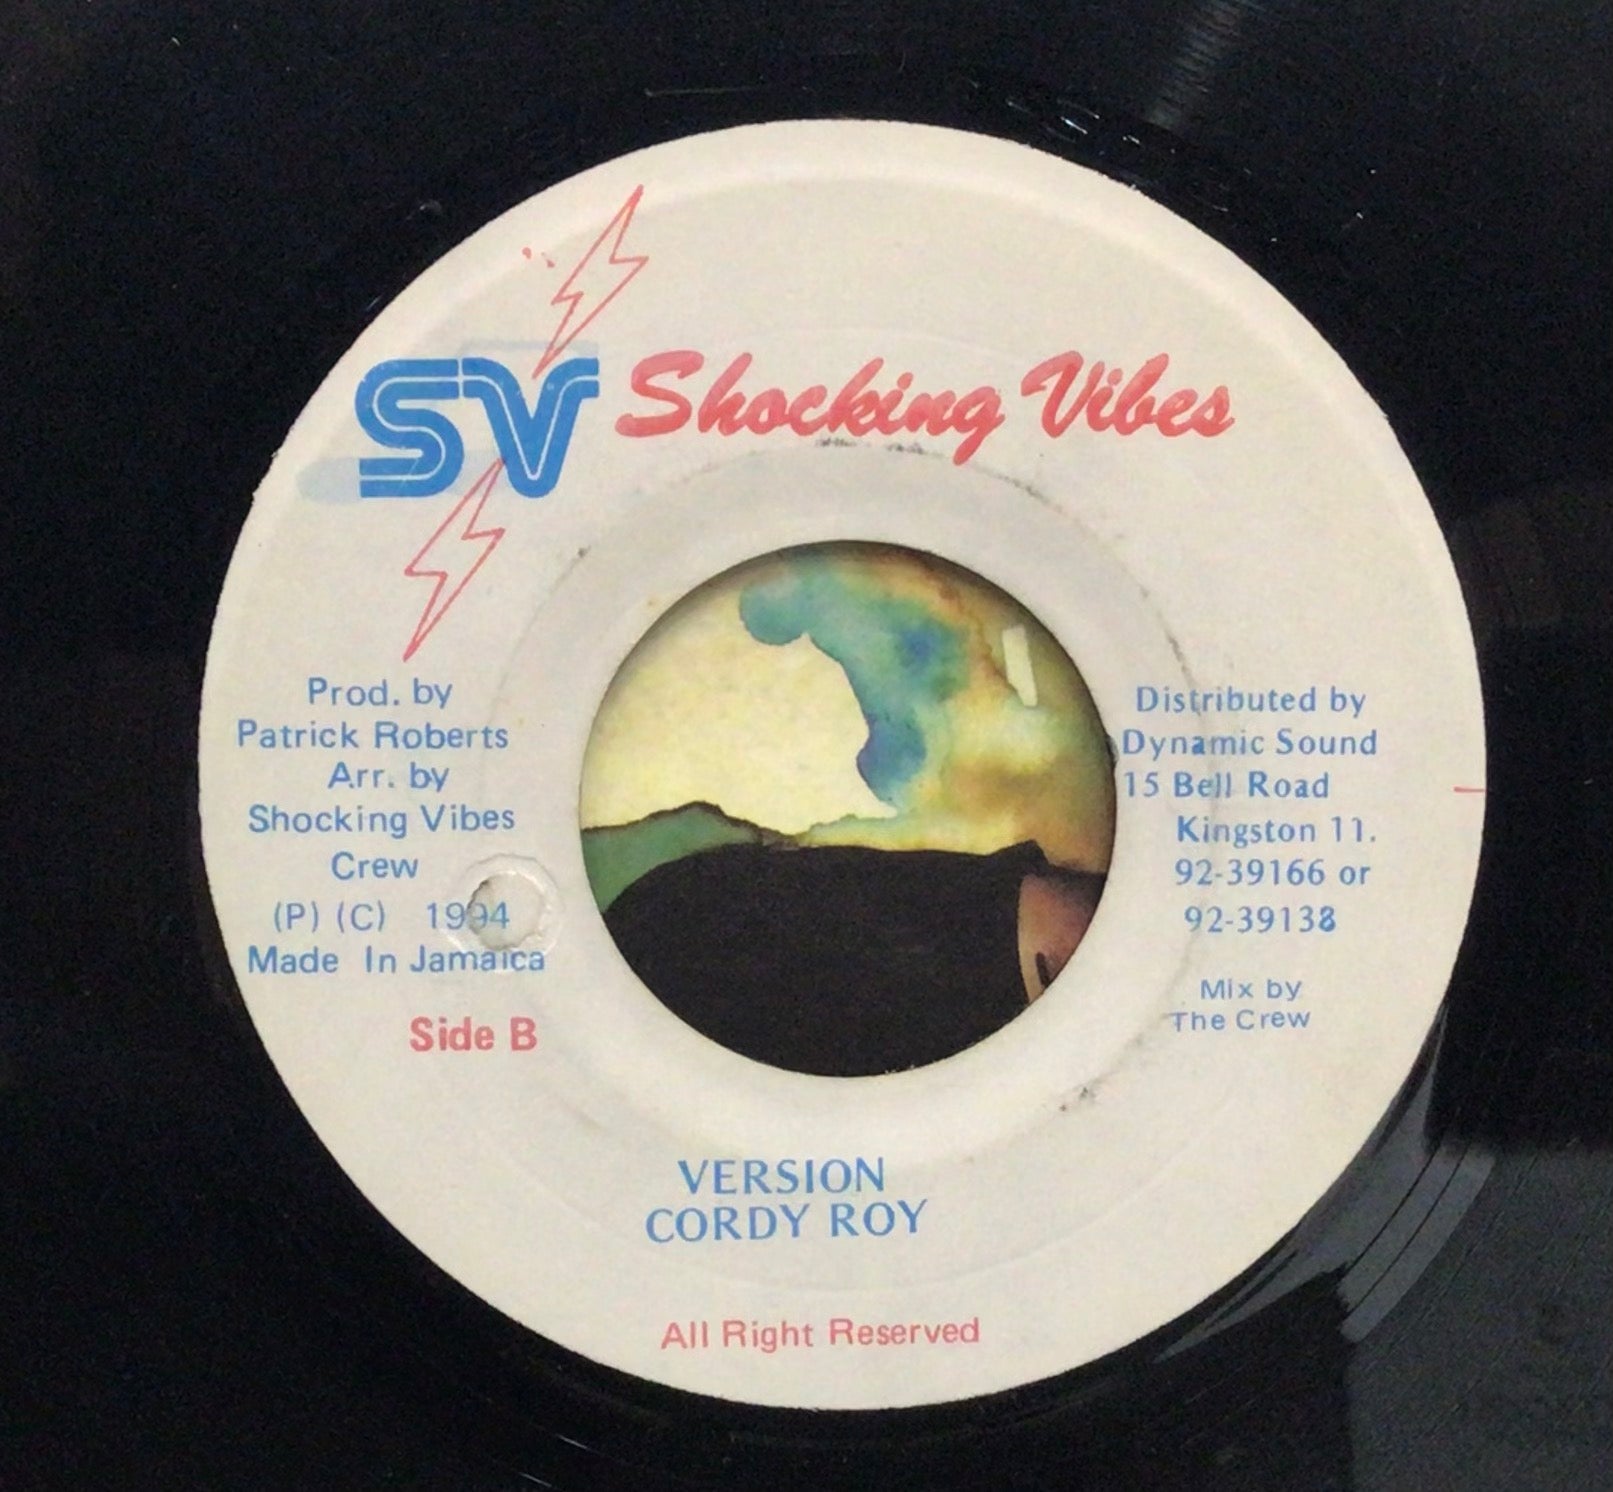 SV Shocking Vibes
Prod. by
Patrick Roberts
Arr. by
Shocking Vibes
Crew
(P) (C) 1994
Made In Jamaica
Side B
Distributed by
Dynamic Sound
15 Bell Road
Kingston 11.
92-39166 or
92-39138
Mix by
The Crew
VERSION
CORDY ROY
All Right Reserved